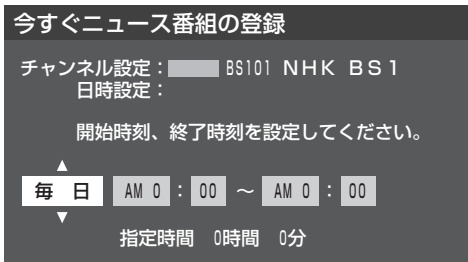 今すぐニュース番組の登録
チャンネル設定： BS101 NHK BS1
日時設定：
開始時刻、終了時刻を設定してください。
毎 日 AM 0 : 00 ～ AM 0 : 00
指定時間 0時間 0分